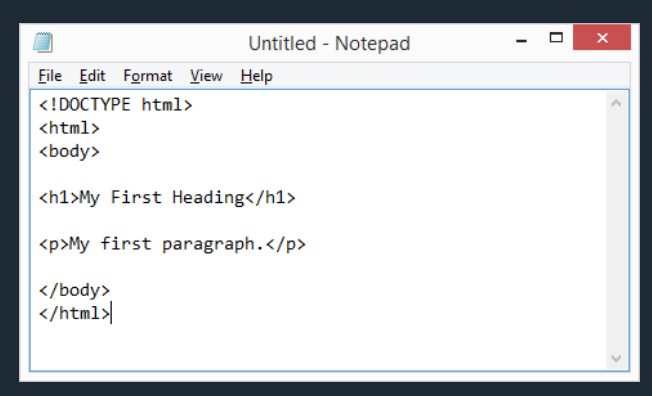 Untitled - Notepad
File Edit Format View Help
<!DOCTYPE html>
<html>
<body>
<h1>My First Heading</h1>
<p>My first paragraph.</p>
</body>
</html>